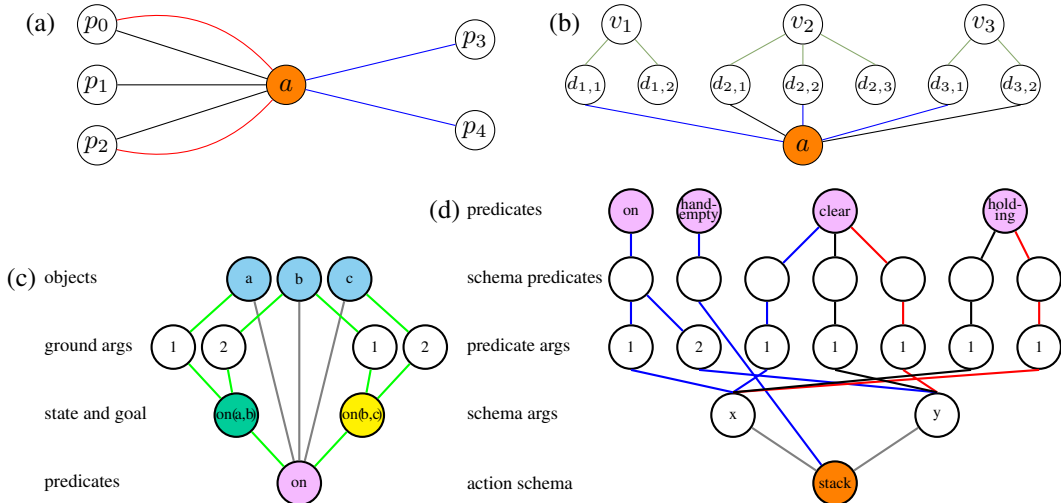 (a)
p0
p1
p2
a
p3
p4
(b)
v1 v2 v3
d1,1 d1,2 d2,1 d2,2 d2,3 d3,1 d3,2
a
(c)
objects a b c
ground args 1 2 1 2
state and goal on(a,b) on(b,c)
predicates on
(d)
predicates on hand-
empty clear hold-
ing
schema predicates
predicate args 1 2 1 1 1 1 1
schema args x y
action schema stack